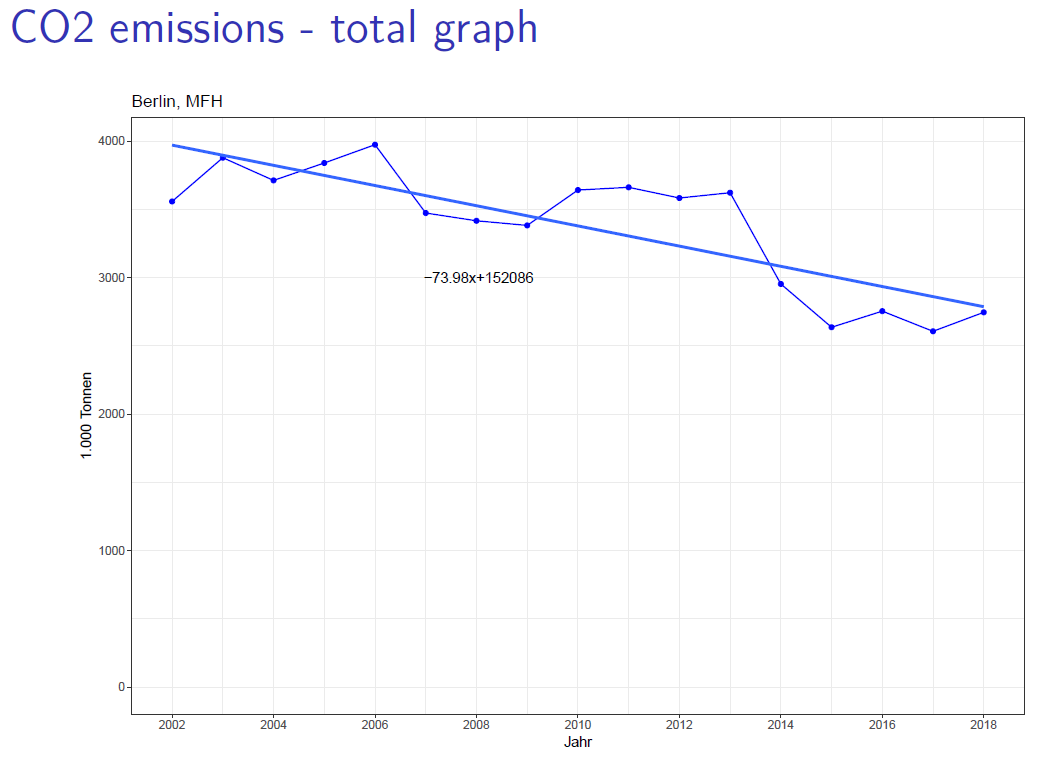 CO2 emissions - total graph
Berlin, MFH
4000
3000
2000
1000
0
1.000 Tonnen
−73.98x+152086
2002 2004 2006 2008 2010 2012 2014 2016 2018
Jahr